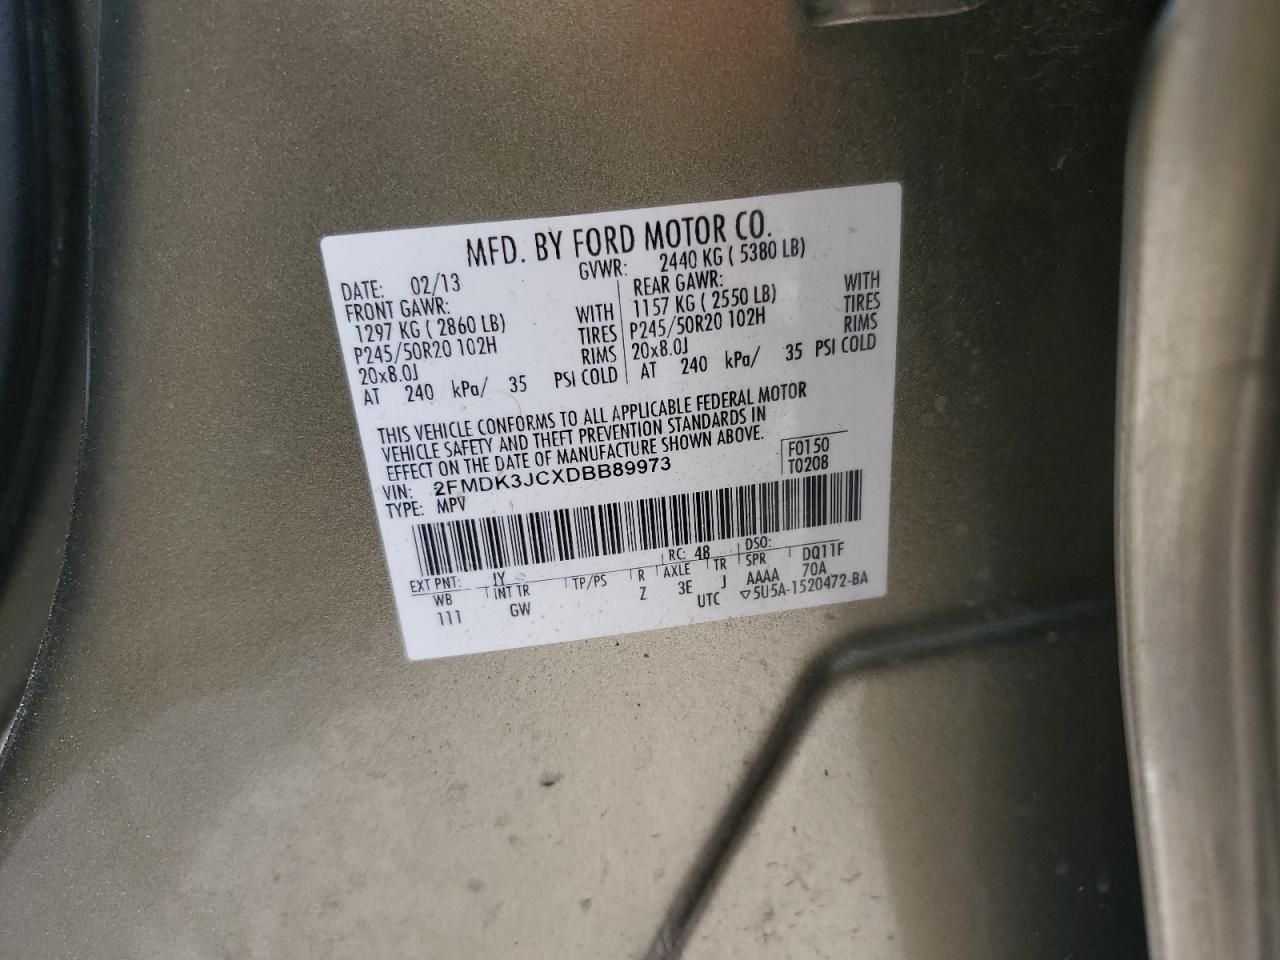 MFD. BY FORD MOTOR CO.
DATE: 02/13 GVWR: 2440 KG ( 5380 LB)
FRONT GAWR: REAR GAWR:
1297 KG ( 2860 LB) WITH 1157 KG ( 2550 LB) WITH
P245/50R20 102H TIRES P245/50R20 102H TIRES
20x8.0J RIMS 20x8.0J RIMS
AT 240 kPa/ 35 PSI COLD AT 240 kPa/ 35 PSI COLD
THIS VEHICLE CONFORMS TO ALL APPLICABLE FEDERAL MOTOR
VEHICLE SAFETY AND THEFT PREVENTION STANDARDS IN
EFFECT ON THE DATE OF MANUFACTURE SHOWN ABOVE.
VIN: 2FMDK3JCXDBB89973 F0150
TYPE: MPV T0208
EXT PNT: JY RC: 48 DSO:
WB INT TR TP/PS R AXLE TR SPR DQ11F
111 GW Z 3E J AAAA 70A
UTC ▽5U5A-1520472-BA